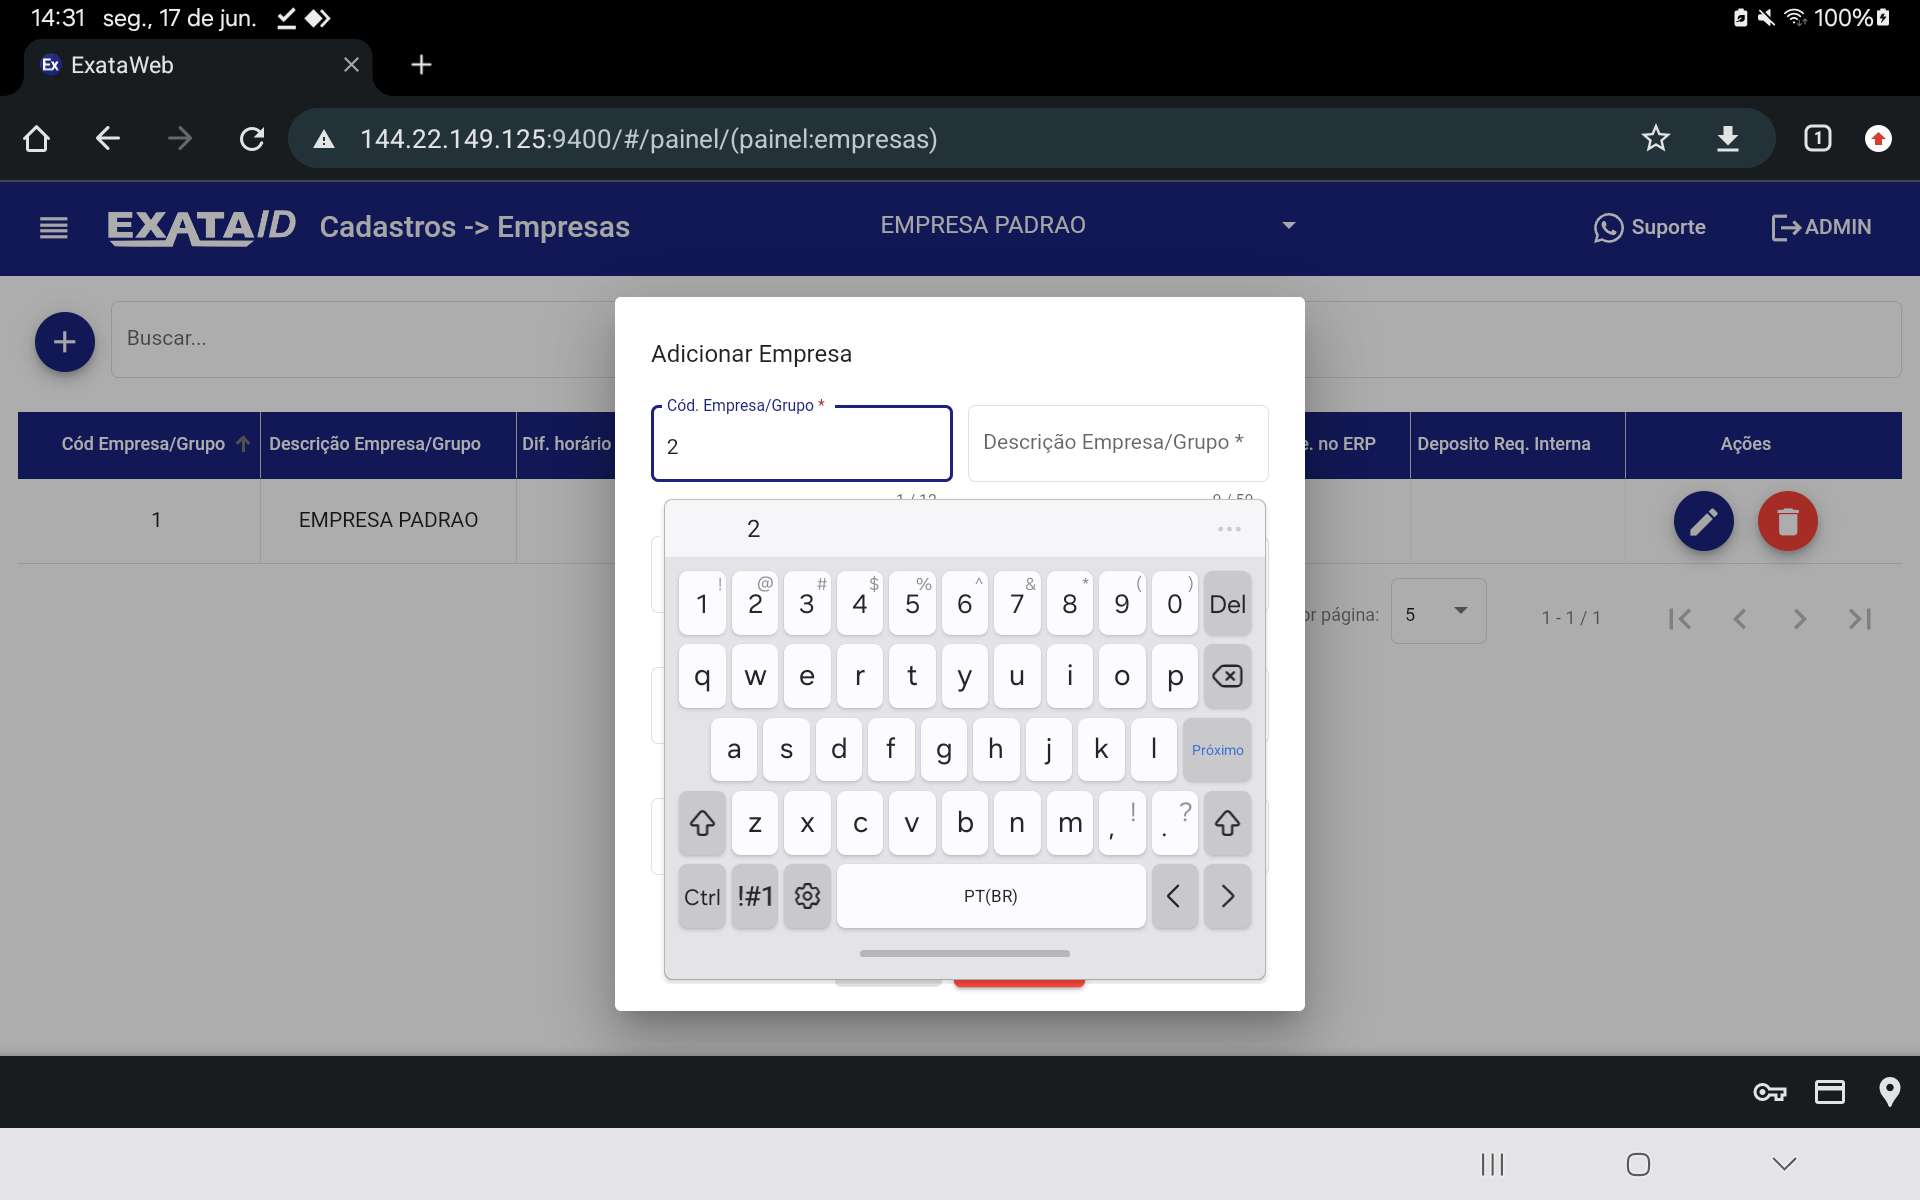 14:31 seg., 17 de jun. 100%
Ex ExataWeb
144.22.149.125:9400/#/painel/(painel:empresas) 1
EXATAID Cadastros -> Empresas EMPRESA PADRAO Suporte ADMIN
Buscar...
Adicionar Empresa
Cód. Empresa/Grupo *
2 Descrição Empresa/Grupo *
Cód Empresa/Grupo Descrição Empresa/Grupo Dif. horário e. no ERP Deposito Req. Interna Ações
1 / 12 0 / 50
1 EMPRESA PADRAO
2 ...
! @ # $ % ^ & * ( )
1 2 3 4 5 6 7 8 9 0 Del
or página: 5 1 - 1 / 1
q w e r t y u i o p
a s d f g h j k l Próximo
z x c v b n m , ! . ?
Ctrl !#1 PT(BR)